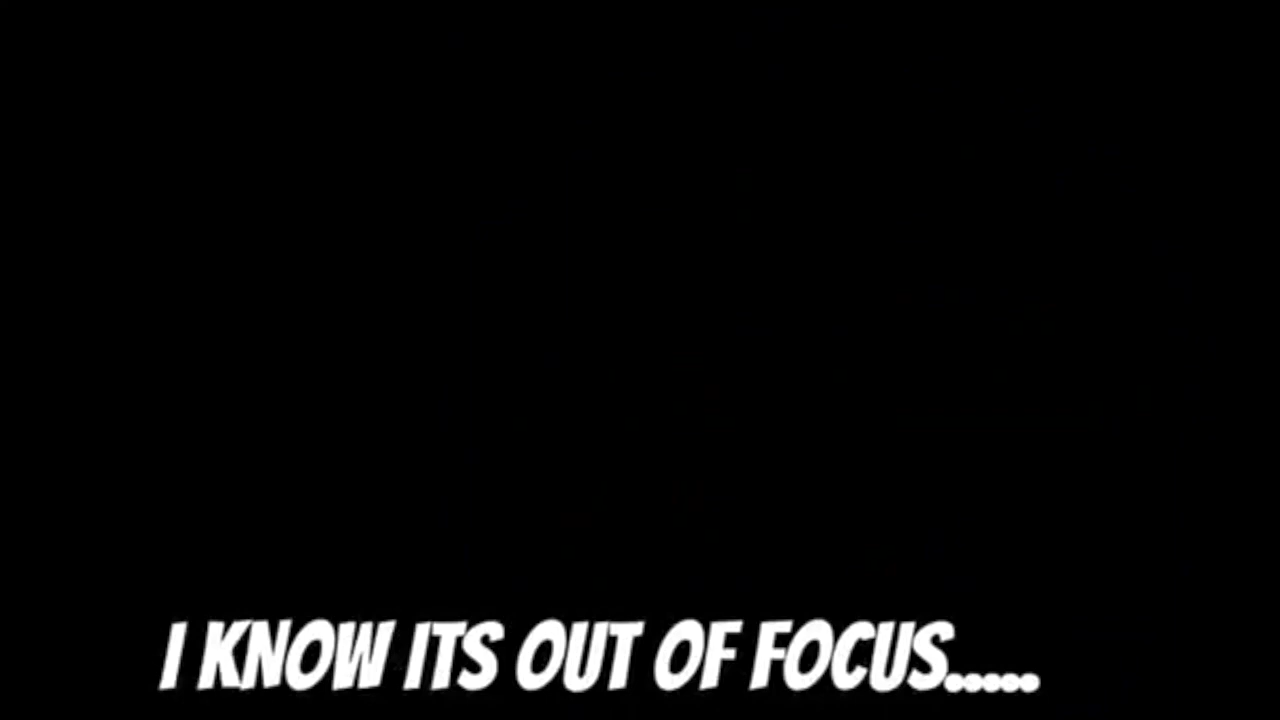 I KNOW ITS OUT OF FOCUS.....